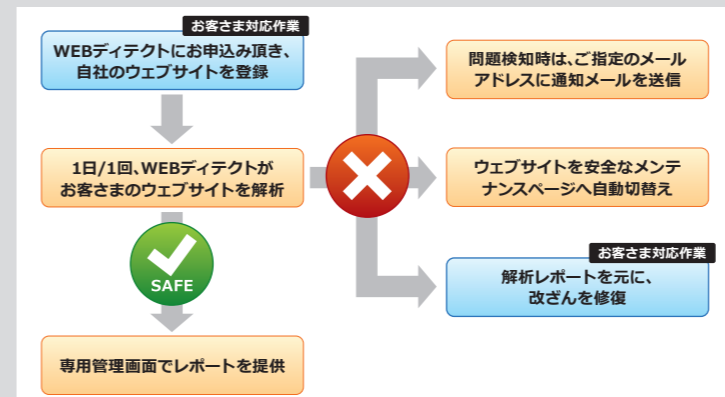 お客さま対応作業
WEBディテクトにお申込み頂き、
自社のウェブサイトを登録
1日/1回、WEBディテクトが
お客さまのウェブサイトを解析
SAFE
専用管理画面でレポートを提供
問題検知時は、ご指定のメール
アドレスに通知メールを送信
ウェブサイトを安全なメンテ
ナンスページへ自動切替え
お客さま対応作業
解析レポートを元に、
改ざんを修復